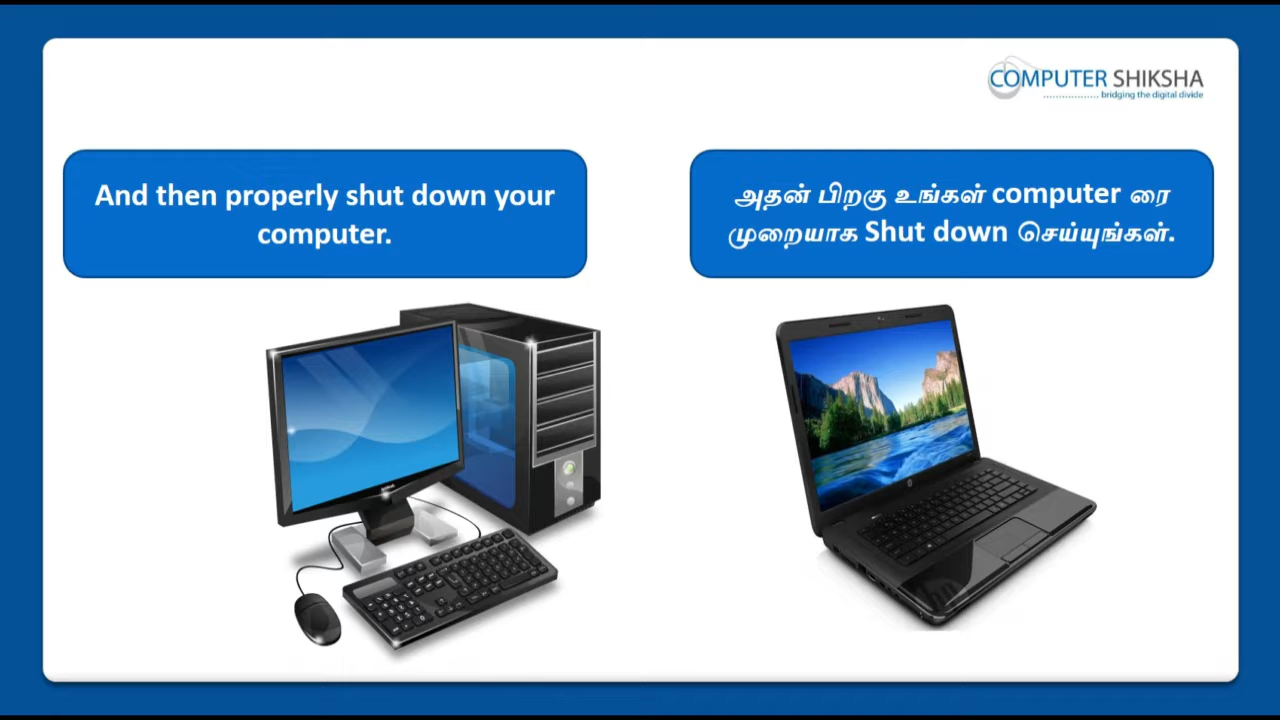 COMPUTER SHIKSHA
bridging the digital divide
And then properly shut down your
computer.
அதன் பிறகு உங்கள் computer ரை
முறையாக Shut down செய்யுங்கள்.